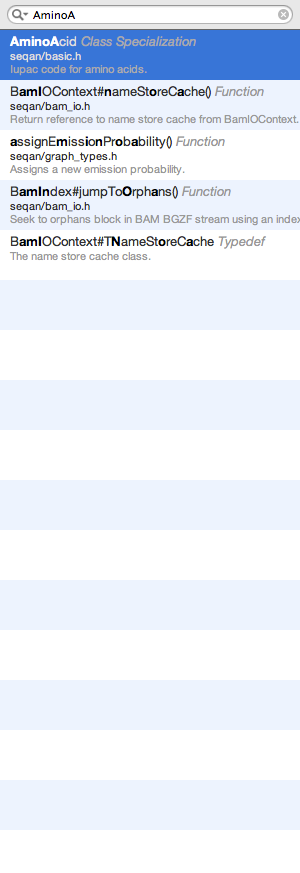 AminoA
AminoAcid Class Specialization
seqan/basic.h
Iupac code for amino acids.
BamIOContext#nameStoreCache() Function
seqan/bam_io.h
Return reference to name store cache from BamIOContext.
assignEmissionProbability() Function
seqan/graph_types.h
Assigns a new emission probability.
BamIndex#jumpToOrphans() Function
seqan/bam_io.h
Seek to orphans block in BAM BGZF stream using an index
BamIOContext#TNameStoreCache Typedef
The name store cache class.